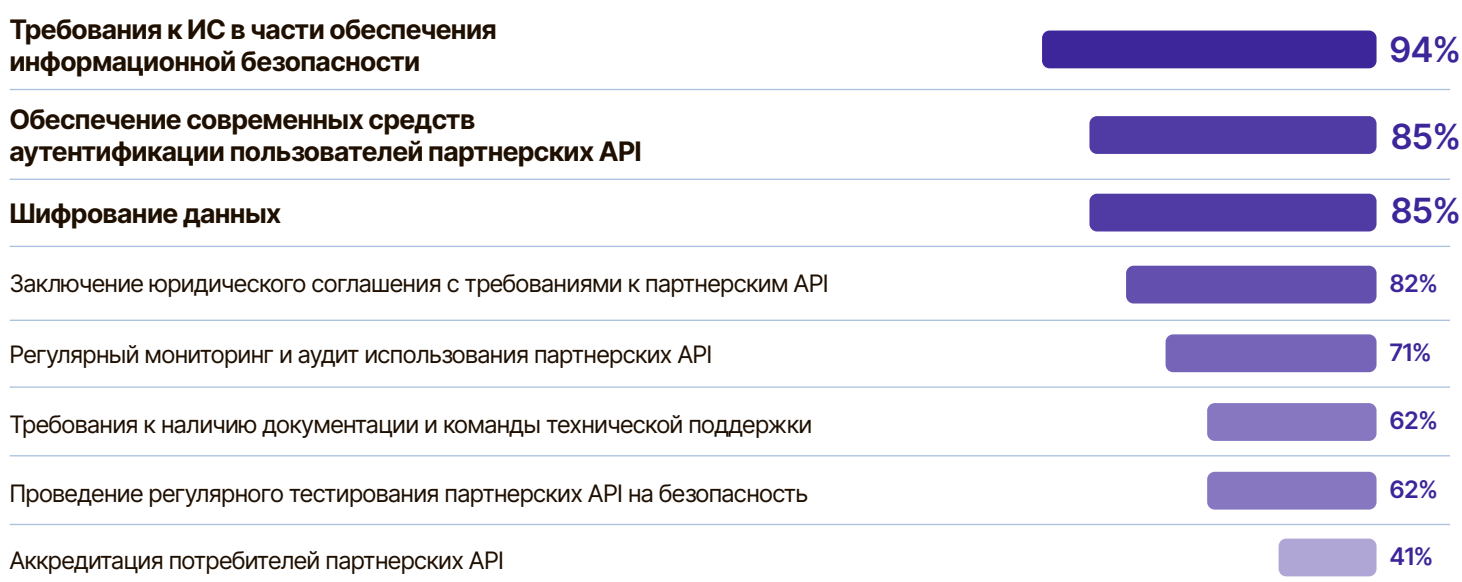 Требования к ИС в части обеспечения
информационной безопасности
94%
Обеспечение современных средств
аутентификации пользователей партнерских API
85%
Шифрование данных
85%
Заключение юридического соглашения с требованиями к партнерским API
82%
Регулярный мониторинг и аудит использования партнерских API
71%
Требования к наличию документации и команды технической поддержки
62%
Проведение регулярного тестирования партнерских API на безопасность
62%
Аккредитация потребителей партнерских API
41%